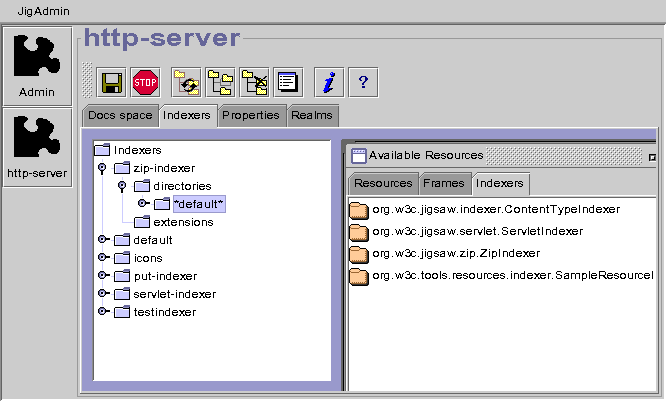 JigAdmin
http-server
Admin
http-server
STOP
i ?
Docs space Indexers Properties Realms
Indexers
zip-indexer
directories
*default*
extensions
default
icons
put-indexer
servlet-indexer
testindexer
Available Resources
Resources Frames Indexers
org.w3c.jigsaw.indexer.ContentTypeIndexer
org.w3c.jigsaw.servlet.ServletIndexer
org.w3c.jigsaw.zip.ZipIndexer
org.w3c.tools.resources.indexer.SampleResourceI